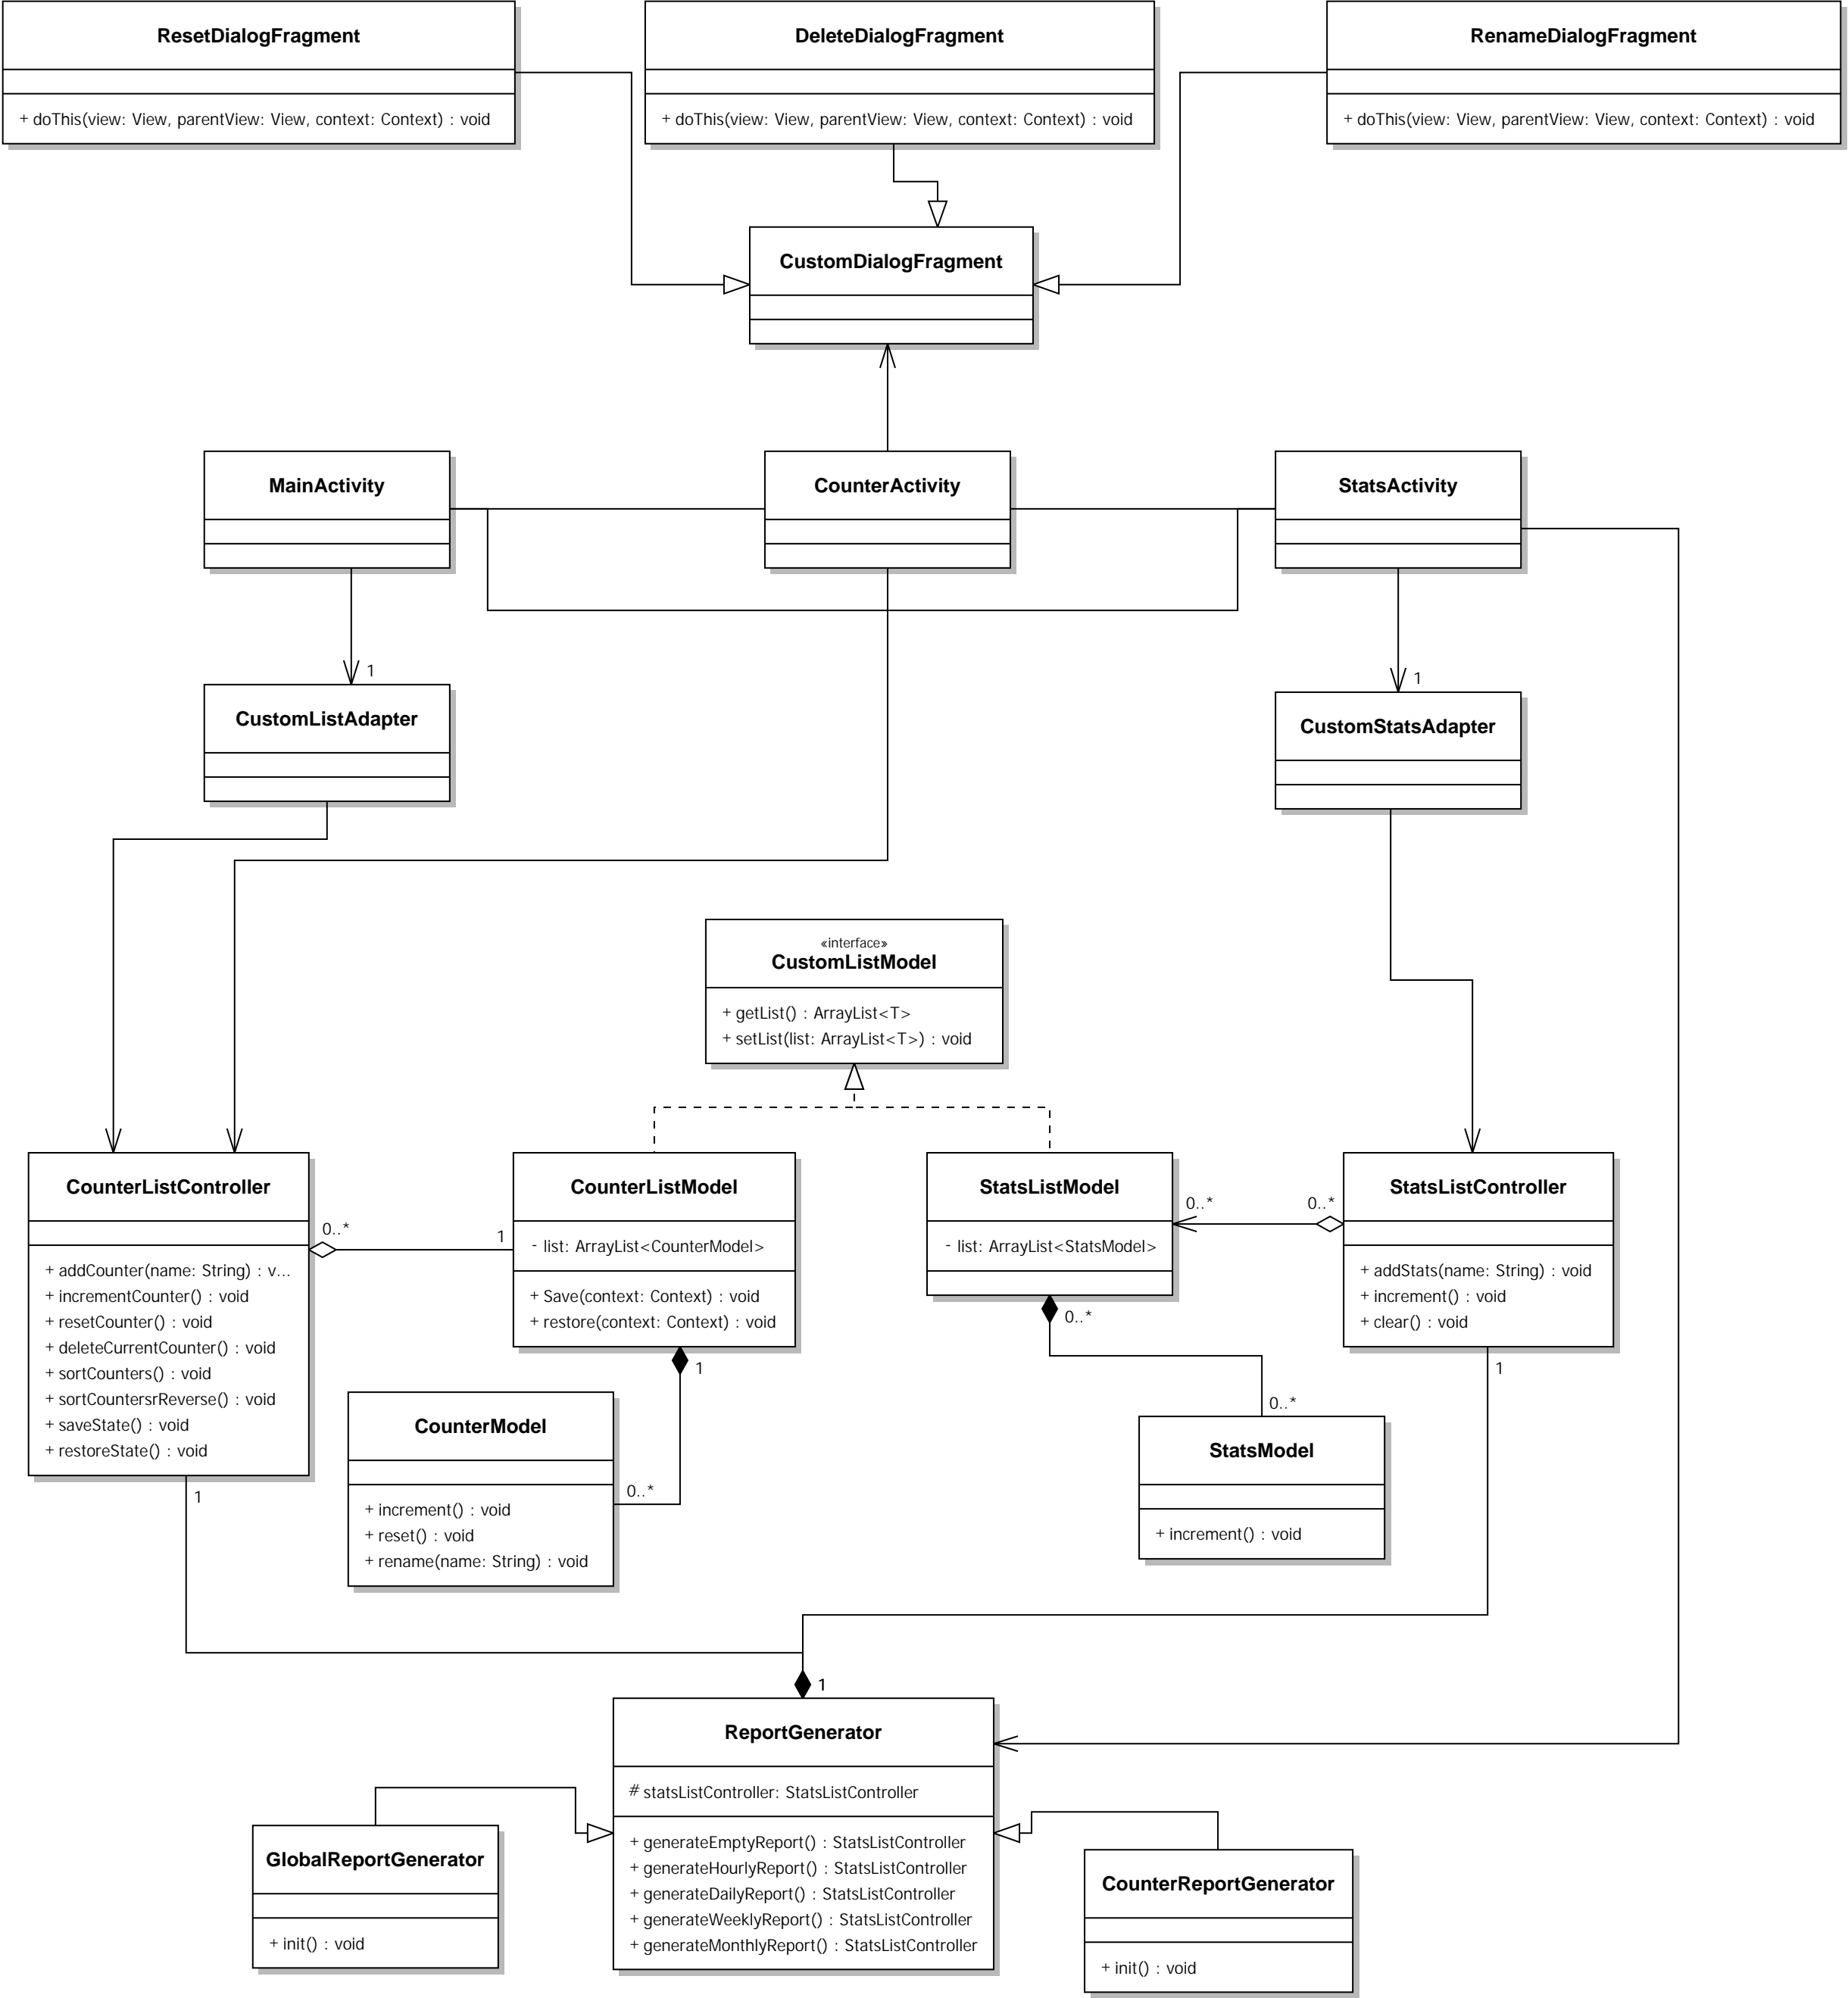 ResetDialogFragment
+ doThis(view: View, parentView: View, context: Context) : void
DeleteDialogFragment
+ doThis(view: View, parentView: View, context: Context) : void
RenameDialogFragment
+ doThis(view: View, parentView: View, context: Context) : void
CustomDialogFragment
MainActivity
CounterActivity
StatsActivity
1
1
CustomListAdapter
CustomStatsAdapter
«interface»
CustomListModel
+ getList() : ArrayList<T>
+ setList(list: ArrayList<T>) : void
CounterListController
+ addCounter(name: String) : v...
+ incrementCounter() : void
+ resetCounter() : void
+ deleteCurrentCounter() : void
+ sortCounters() : void
+ sortCountersrReverse() : void
+ saveState() : void
+ restoreState() : void
0..*
1
CounterListModel
- list: ArrayList<CounterModel>
+ Save(context: Context) : void
+ restore(context: Context) : void
StatsListModel
- list: ArrayList<StatsModel>
0..*
0..*
StatsListController
+ addStats(name: String) : void
+ increment() : void
+ clear() : void
0..*
1
1
CounterModel
+ increment() : void
+ reset() : void
+ rename(name: String) : void
0..*
0..*
StatsModel
+ increment() : void
1
1
ReportGenerator
# statsListController: StatsListController
+ generateEmptyReport() : StatsListController
+ generateHourlyReport() : StatsListController
+ generateDailyReport() : StatsListController
+ generateWeeklyReport() : StatsListController
+ generateMonthlyReport() : StatsListController
GlobalReportGenerator
+ init() : void
CounterReportGenerator
+ init() : void